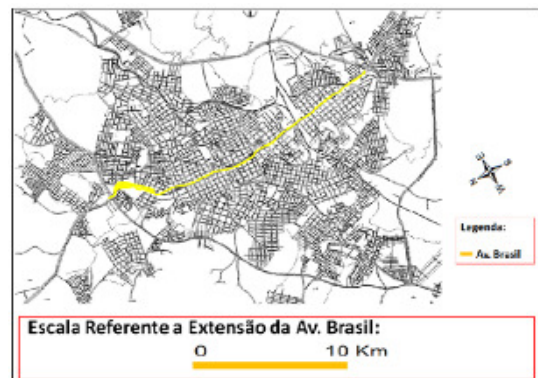 Legenda:
Av. Brasil
Escala Referente a Extensão da Av. Brasil:
0 10 Km